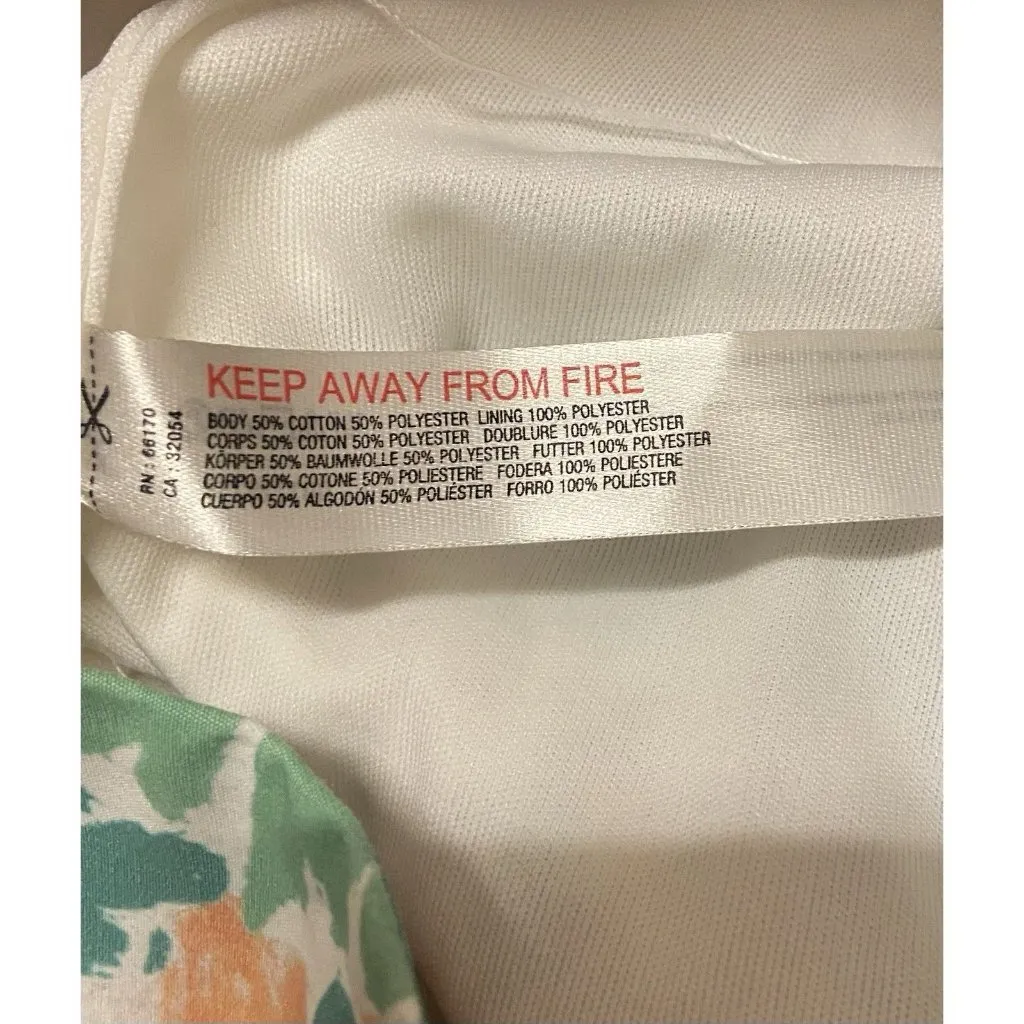 KEEP AWAY FROM FIRE
BODY 50% COTTON 50% POLYESTER LINING 100% POLYESTER
CORPS 50% COTON 50% POLYESTER DOUBLURE 100% POLYESTER
KÖRPER 50% BAUMWOLLE 50% POLYESTER FUTTER 100% POLYESTER
CORPO 50% COTONE 50% POLIESTERE FODERA 100% POLIESTERE
CUERPO 50% ALGODÓN 50% POLIÉSTER FORRO 100% POLIÉSTER
RN: 66170
CA: 32054